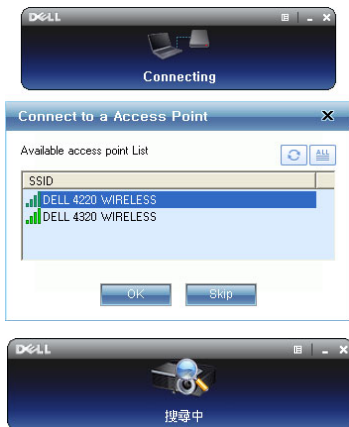 DELL
Connecting
Connect to a Access Point
Available access point List
ALL
SSID
DELL 4220 WIRELESS
DELL 4320 WIRELESS
OK
Skip
DELL
搜尋中